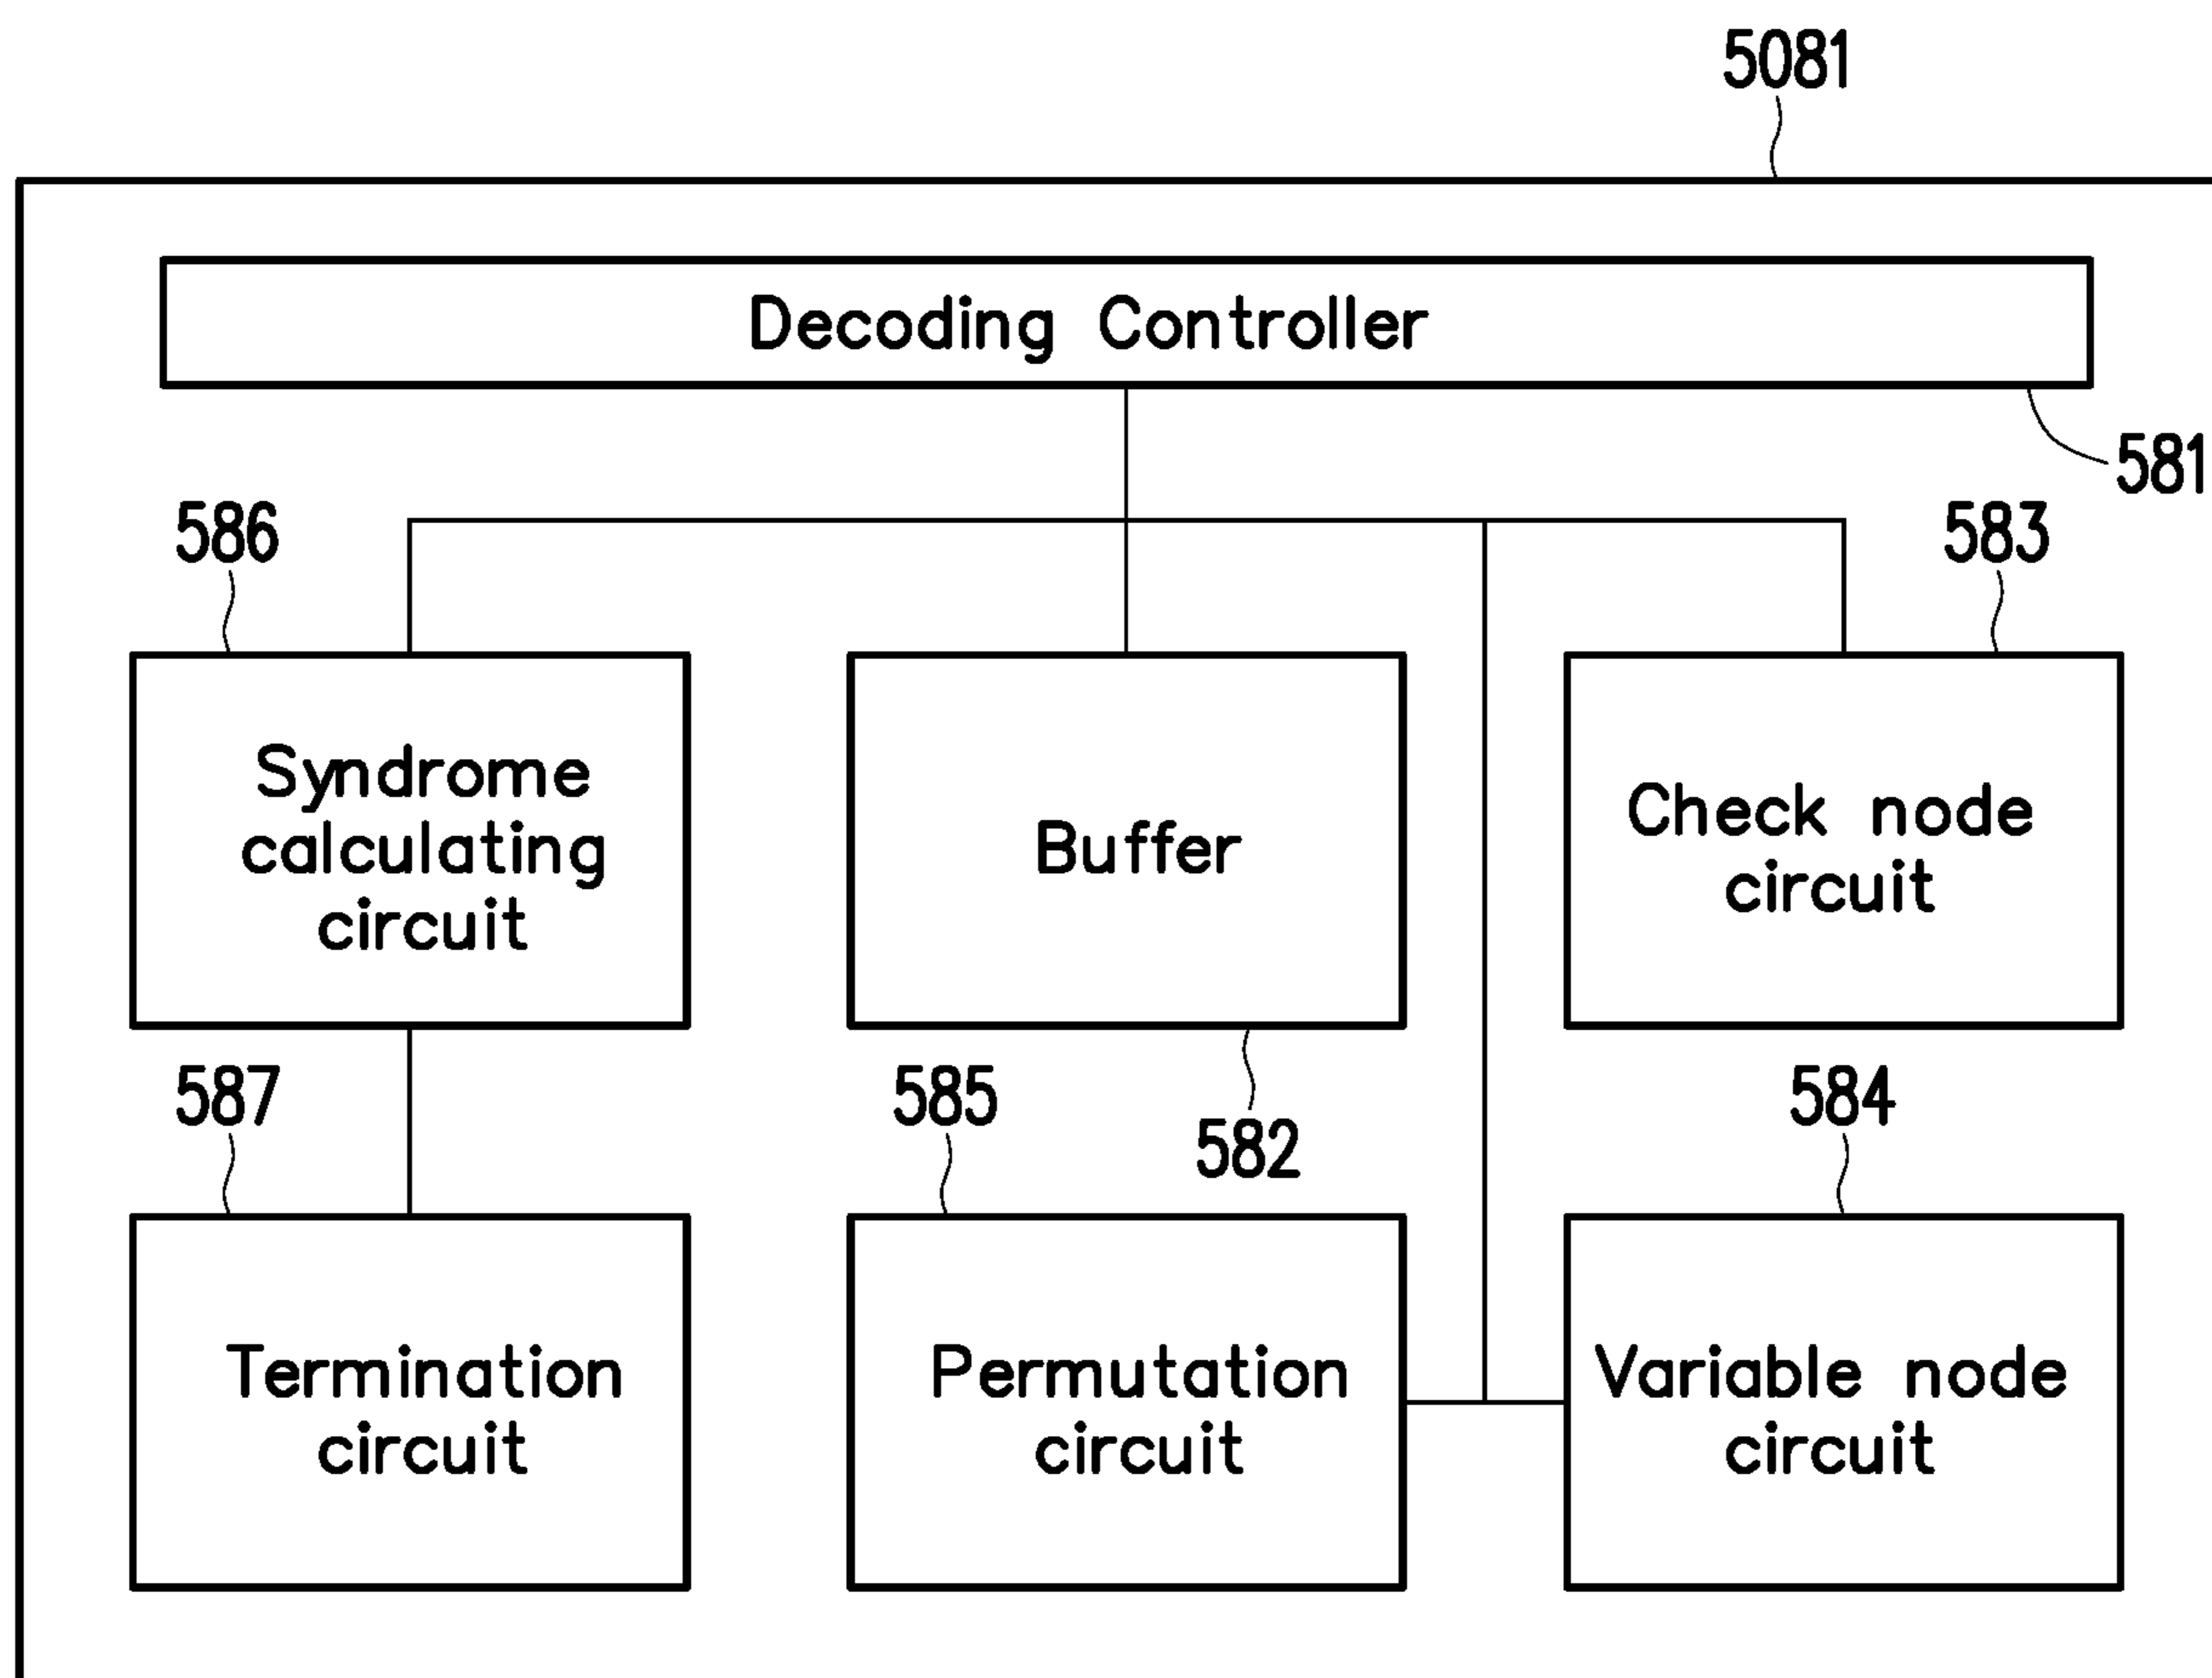 5081
Decoding Controller
581
586
583
Syndrome
calculating
circuit
Buffer
Check node
circuit
587
585
582
584
Termination
circuit
Permutation
circuit
Variable node
circuit